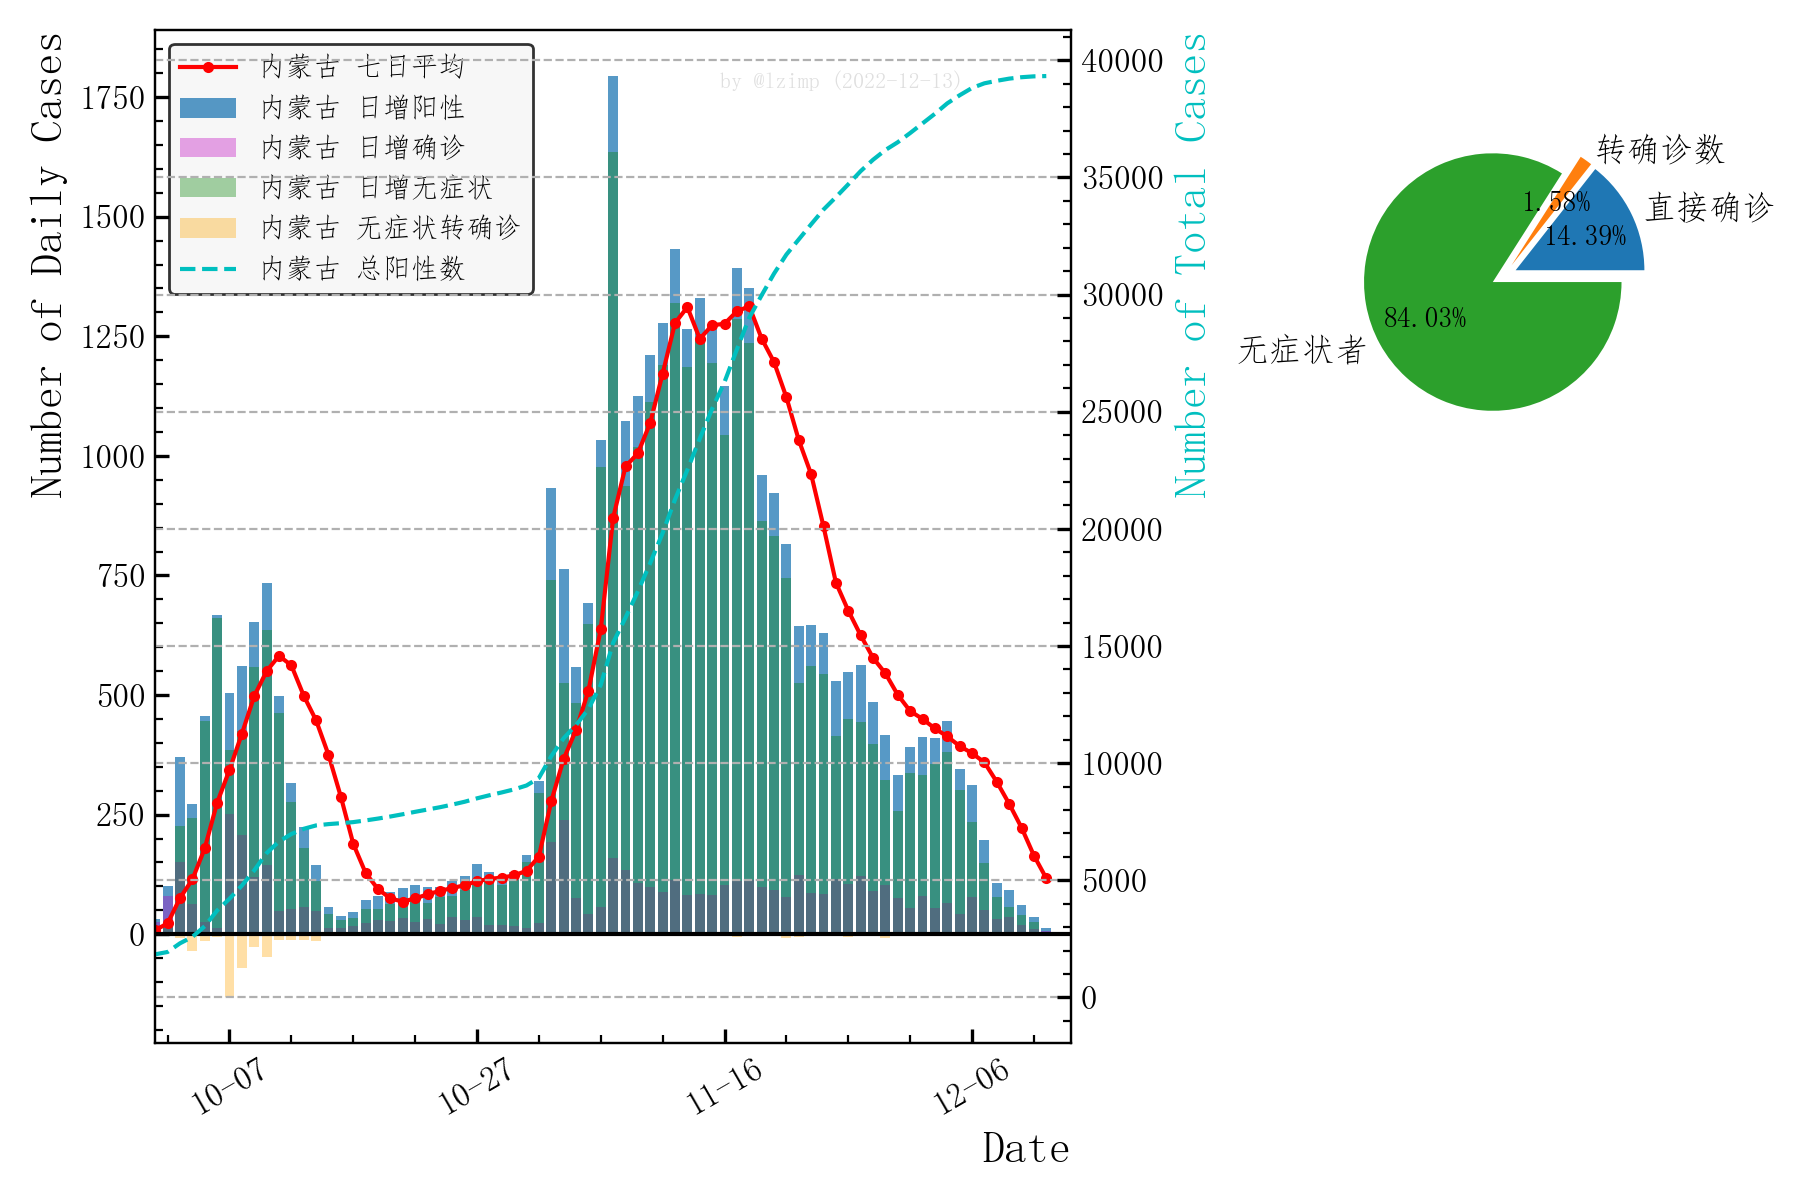 Number of Daily Cases
1750
1500
1250
1000
750
500
250
0
内蒙古 七日平均
内蒙古 日增阳性
内蒙古 日增确诊
内蒙古 日增无症状
内蒙古 无症状转确诊
内蒙古 总阳性数
by @lzimp (2022-12-13)
40000
35000
30000
25000
20000
15000
10000
5000
0
Number of Total Cases
10-07
10-27
11-16
12-06
Date
转确诊数
1.58%
直接确诊
14.39%
84.03%
无症状者